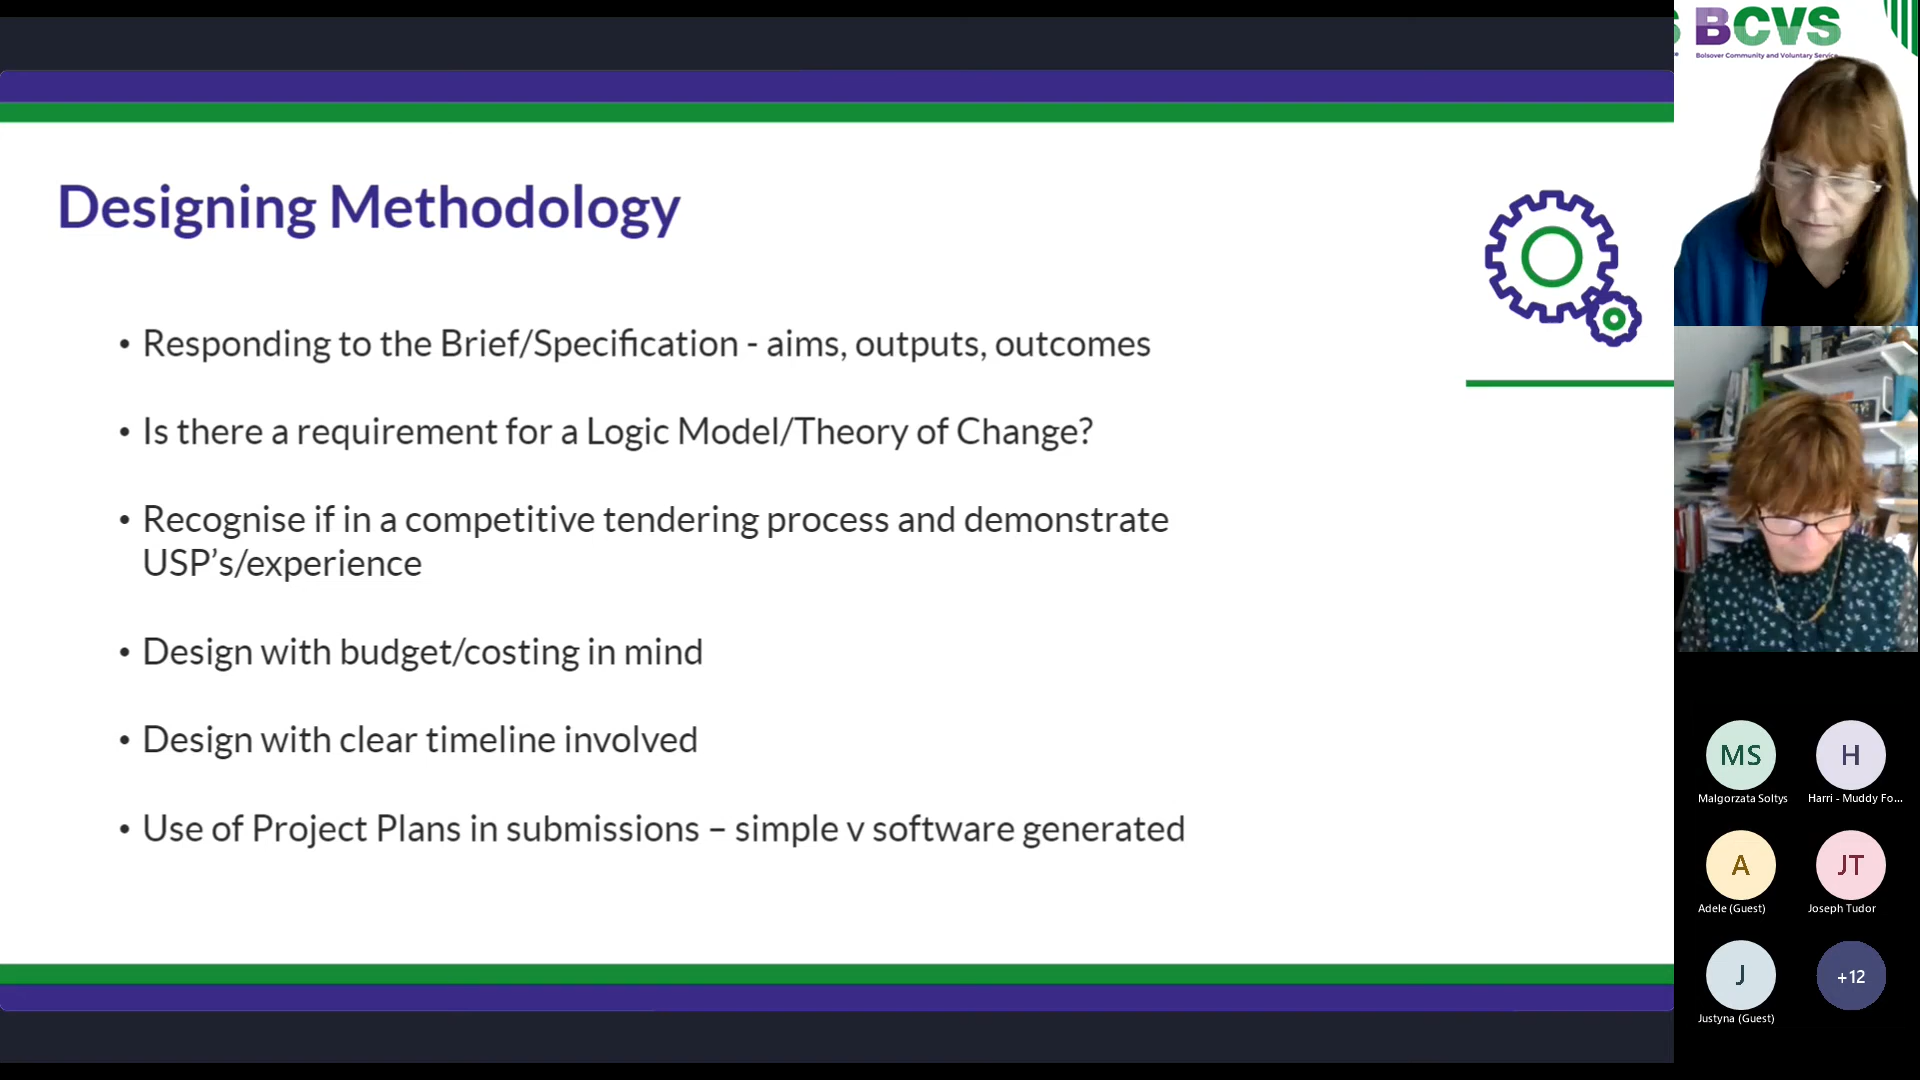 Designing Methodology
• Responding to the Brief/Specification - aims, outputs, outcomes
• Is there a requirement for a Logic Model/Theory of Change?
• Recognise if in a competitive tendering process and demonstrate
USP’s/experience
• Design with budget/costing in mind
• Design with clear timeline involved
• Use of Project Plans in submissions – simple v software generated
BCVS
Bolsover Community and Voluntary Service
MS
Malgorzata Soltys
H
Harri - Muddy Fo...
A
Adele (Guest)
JT
Joseph Tudor
J
Justyna (Guest)
+12